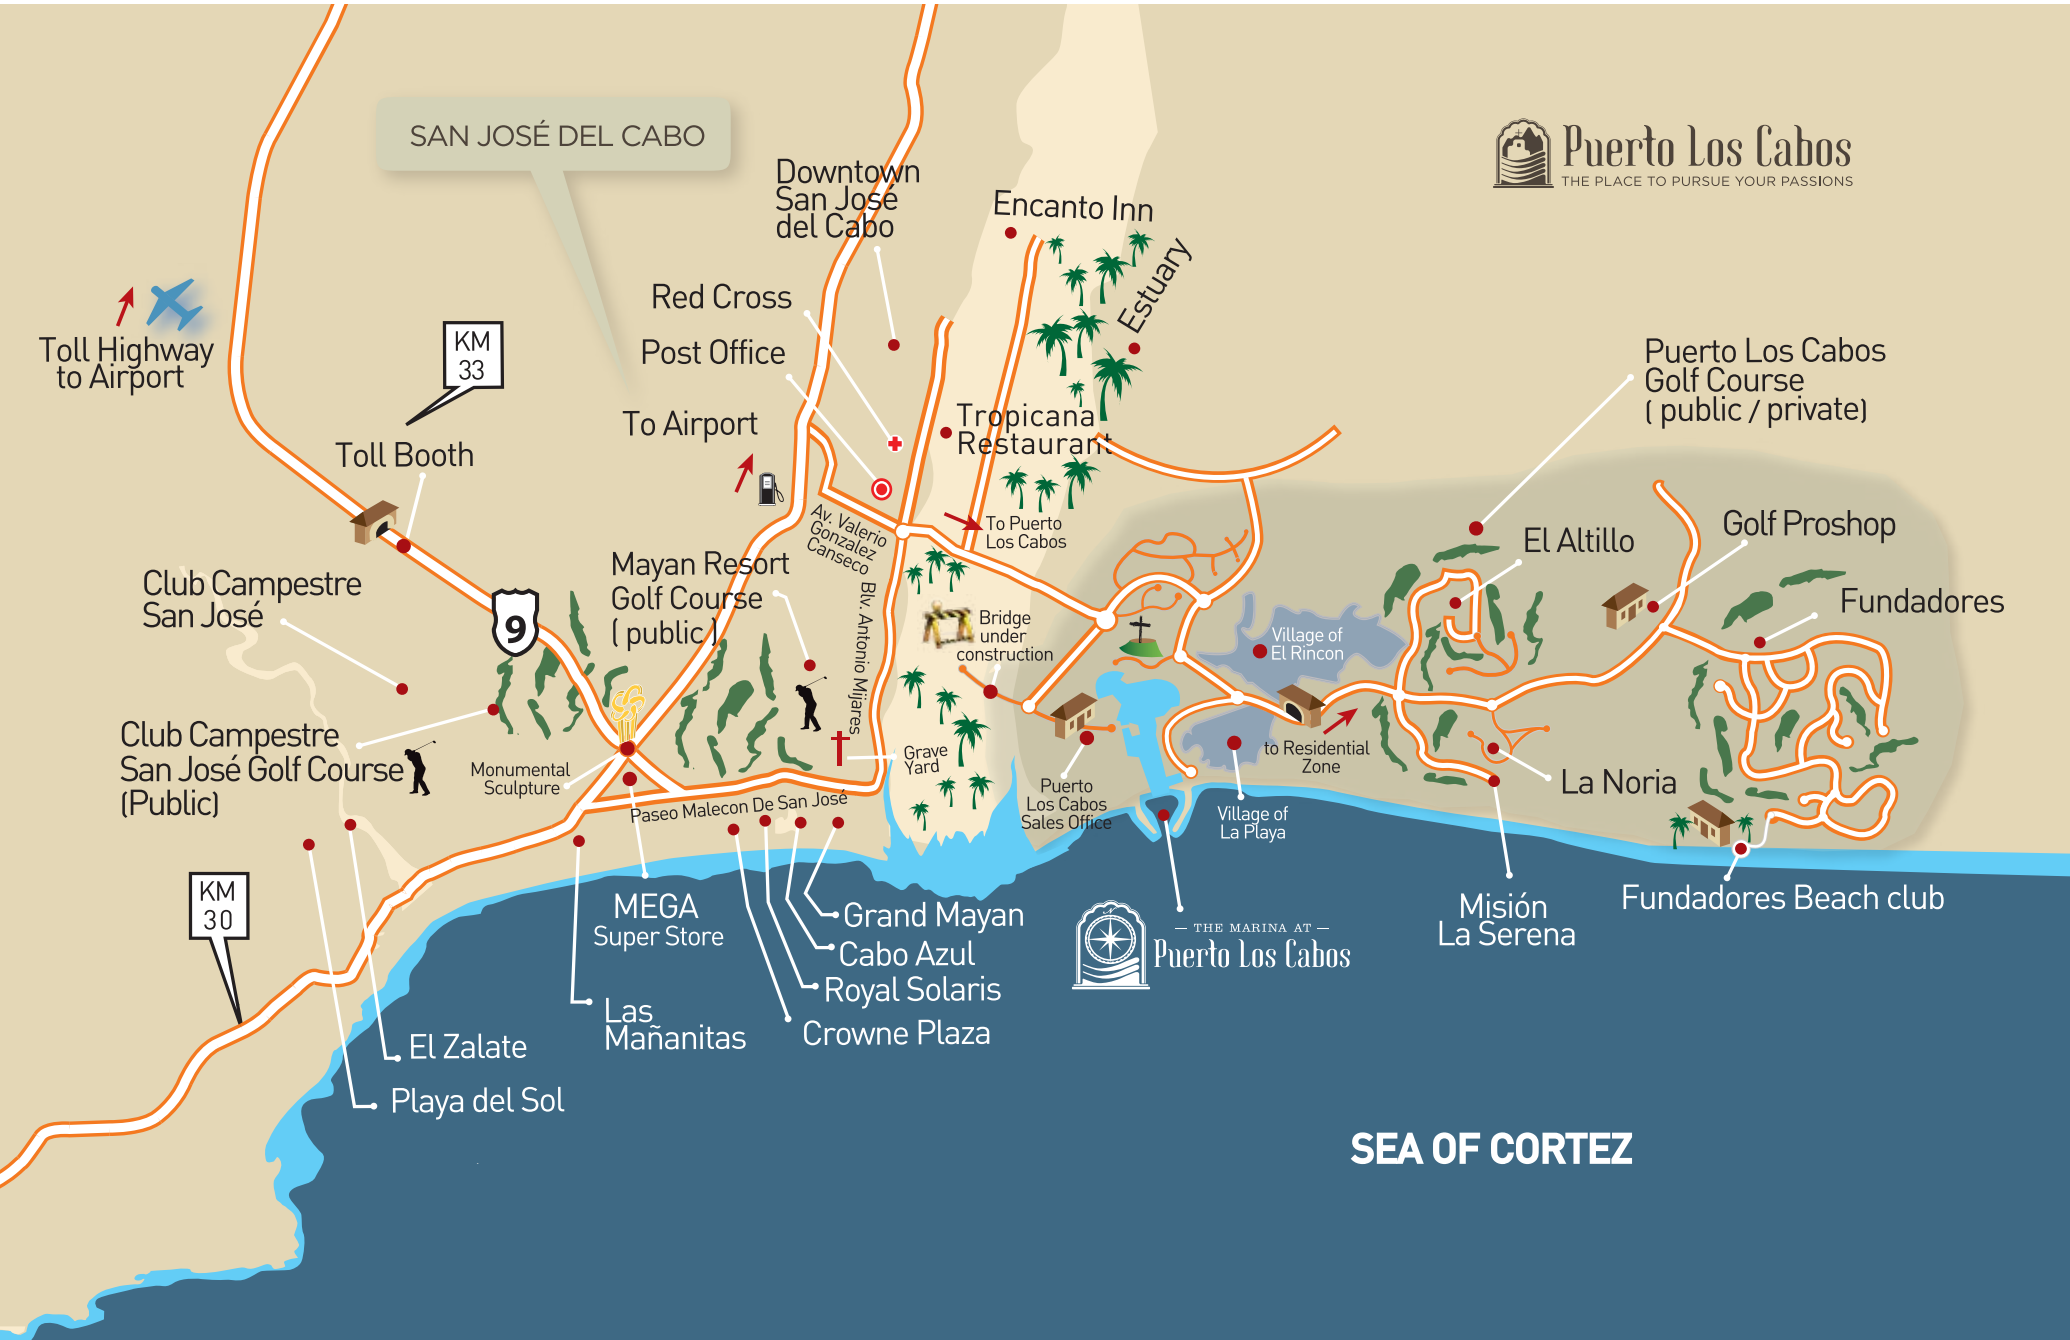 SAN JOSÉ DEL CABO
Puerto Los Cabos
THE PLACE TO PURSUE YOUR PASSIONS
Downtown
San José
del Cabo
Encanto Inn
Estuary
Red Cross
Post Office
To Airport
Toll Highway
to Airport
KM
33
Toll Booth
Tropicana
Restaurant
To Puerto
Los Cabos
Av. Valerio
Gonzalez
Canseco
Blv. Antonio Mijares
Puerto Los Cabos
Golf Course
( public / private)
El Altillo
Golf Proshop
Fundadores
Club Campestre
San José
9
Mayan Resort
Golf Course
( public )
Bridge
under
construction
Village of
El Rincon
Club Campestre
San José Golf Course
(Public)
Monumental
Sculpture
Grave
Yard
to Residential
Zone
La Noria
Paseo Malecon De San José
Puerto
Los Cabos
Sales Office
Village of
La Playa
KM
30
MEGA
Super Store
Grand Mayan
Cabo Azul
Royal Solaris
Crowne Plaza
Las
Mañanitas
El Zalate
Playa del Sol
N
THE MARINA AT
Puerto Los Cabos
Misión
La Serena
Fundadores Beach club
SEA OF CORTEZ